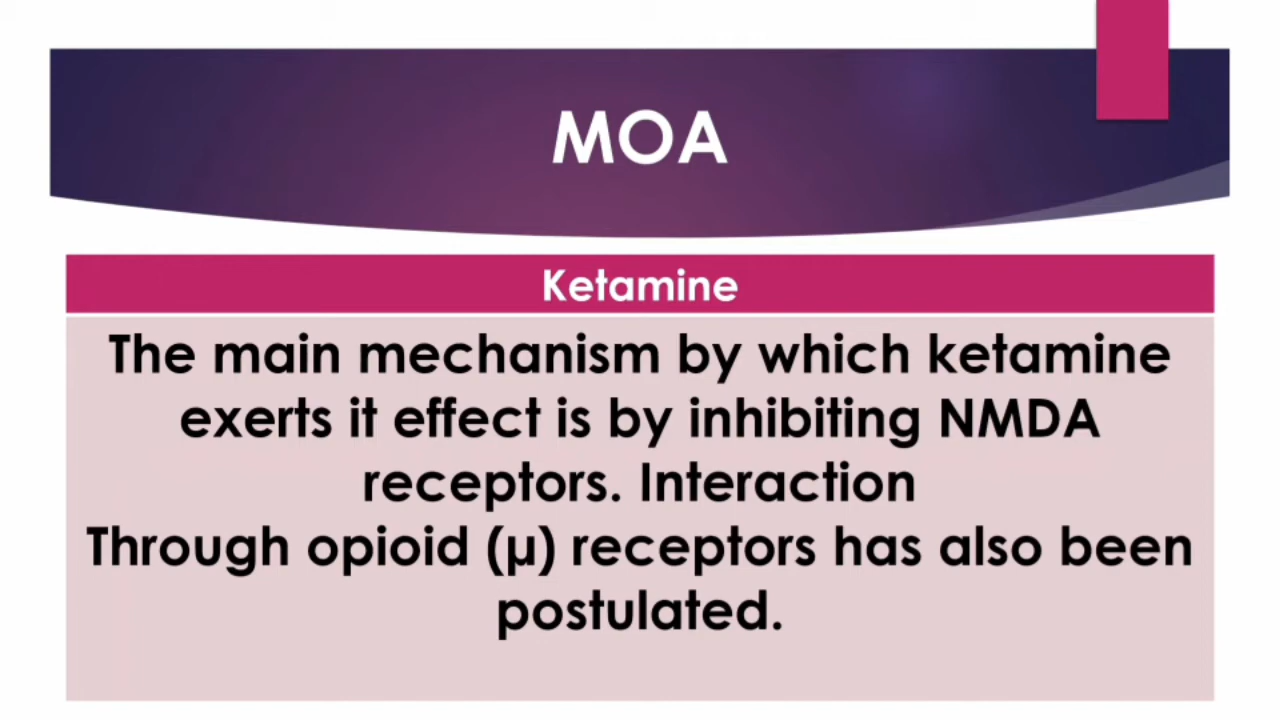 MOA
Ketamine
The main mechanism by which ketamine
exerts it effect is by inhibiting NMDA
receptors. Interaction
Through opioid (µ) receptors has also been
postulated.